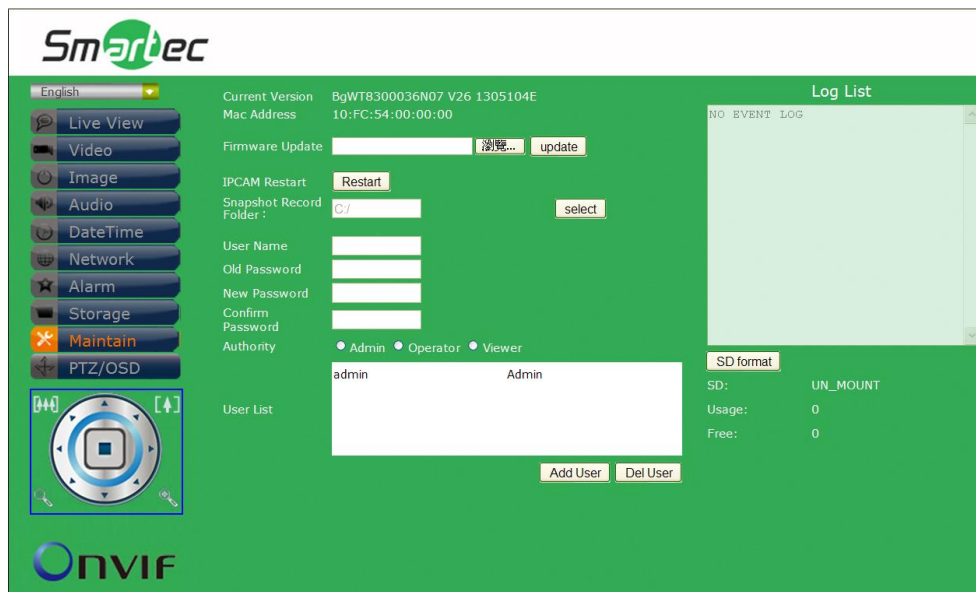 Smartec
English
Live View
Video
Image
Audio
DateTime
Network
Alarm
Storage
Maintain
PTZ/OSD
ONVIF
Current Version BgWT8300036N07 V26 1305104E
Mac Address 10:FC:54:00:00:00
Firmware Update 瀏覽... update
IPCAM Restart Restart
Snapshot Record
Folder： C:/ select
User Name
Old Password
New Password
Confirm
Password
Authority Admin Operator Viewer
admin Admin
User List
Add User Del User
Log List
NO EVENT LOG
SD format
SD: UN_MOUNT
Usage: 0
Free: 0